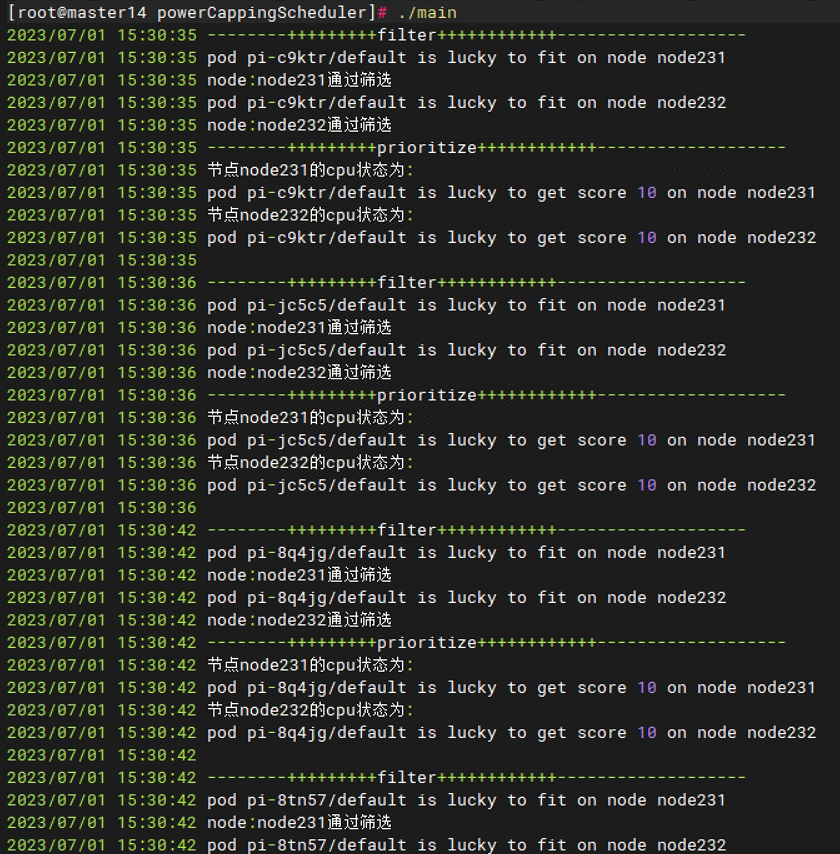 [root@master14 powerCappingScheduler]# ./main
2023/07/01 15:30:35 --------+++++++++filter++++++++++++-------------------
2023/07/01 15:30:35 pod pi-c9ktr/default is lucky to fit on node node231
2023/07/01 15:30:35 node:node231通过筛选
2023/07/01 15:30:35 pod pi-c9ktr/default is lucky to fit on node node232
2023/07/01 15:30:35 node:node232通过筛选
2023/07/01 15:30:35 --------+++++++++prioritize++++++++++++-------------------
2023/07/01 15:30:35 节点node231的cpu状态为:
2023/07/01 15:30:35 pod pi-c9ktr/default is lucky to get score 10 on node node231
2023/07/01 15:30:35 节点node232的cpu状态为:
2023/07/01 15:30:35 pod pi-c9ktr/default is lucky to get score 10 on node node232
2023/07/01 15:30:35
2023/07/01 15:30:36 --------+++++++++filter++++++++++++-------------------
2023/07/01 15:30:36 pod pi-jc5c5/default is lucky to fit on node node231
2023/07/01 15:30:36 node:node231通过筛选
2023/07/01 15:30:36 pod pi-jc5c5/default is lucky to fit on node node232
2023/07/01 15:30:36 node:node232通过筛选
2023/07/01 15:30:36 --------+++++++++prioritize++++++++++++-------------------
2023/07/01 15:30:36 节点node231的cpu状态为:
2023/07/01 15:30:36 pod pi-jc5c5/default is lucky to get score 10 on node node231
2023/07/01 15:30:36 节点node232的cpu状态为:
2023/07/01 15:30:36 pod pi-jc5c5/default is lucky to get score 10 on node node232
2023/07/01 15:30:36
2023/07/01 15:30:42 --------+++++++++filter++++++++++++-------------------
2023/07/01 15:30:42 pod pi-8q4jg/default is lucky to fit on node node231
2023/07/01 15:30:42 node:node231通过筛选
2023/07/01 15:30:42 pod pi-8q4jg/default is lucky to fit on node node232
2023/07/01 15:30:42 node:node232通过筛选
2023/07/01 15:30:42 --------+++++++++prioritize++++++++++++-------------------
2023/07/01 15:30:42 节点node231的cpu状态为:
2023/07/01 15:30:42 pod pi-8q4jg/default is lucky to get score 10 on node node231
2023/07/01 15:30:42 节点node232的cpu状态为:
2023/07/01 15:30:42 pod pi-8q4jg/default is lucky to get score 10 on node node232
2023/07/01 15:30:42
2023/07/01 15:30:42 --------+++++++++filter++++++++++++-------------------
2023/07/01 15:30:42 pod pi-8tn57/default is lucky to fit on node node231
2023/07/01 15:30:42 node:node231通过筛选
2023/07/01 15:30:42 pod pi-8tn57/default is lucky to fit on node node232